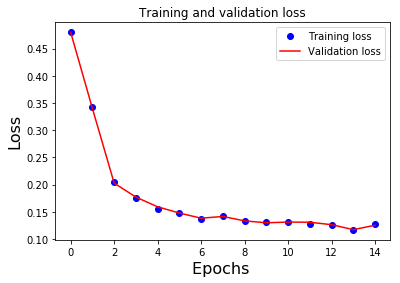 Training and validation loss
Training loss
Validation loss
Loss
0.45
0.40
0.35
0.30
0.25
0.20
0.15
0.10
0 2 4 6 8 10 12 14
Epochs